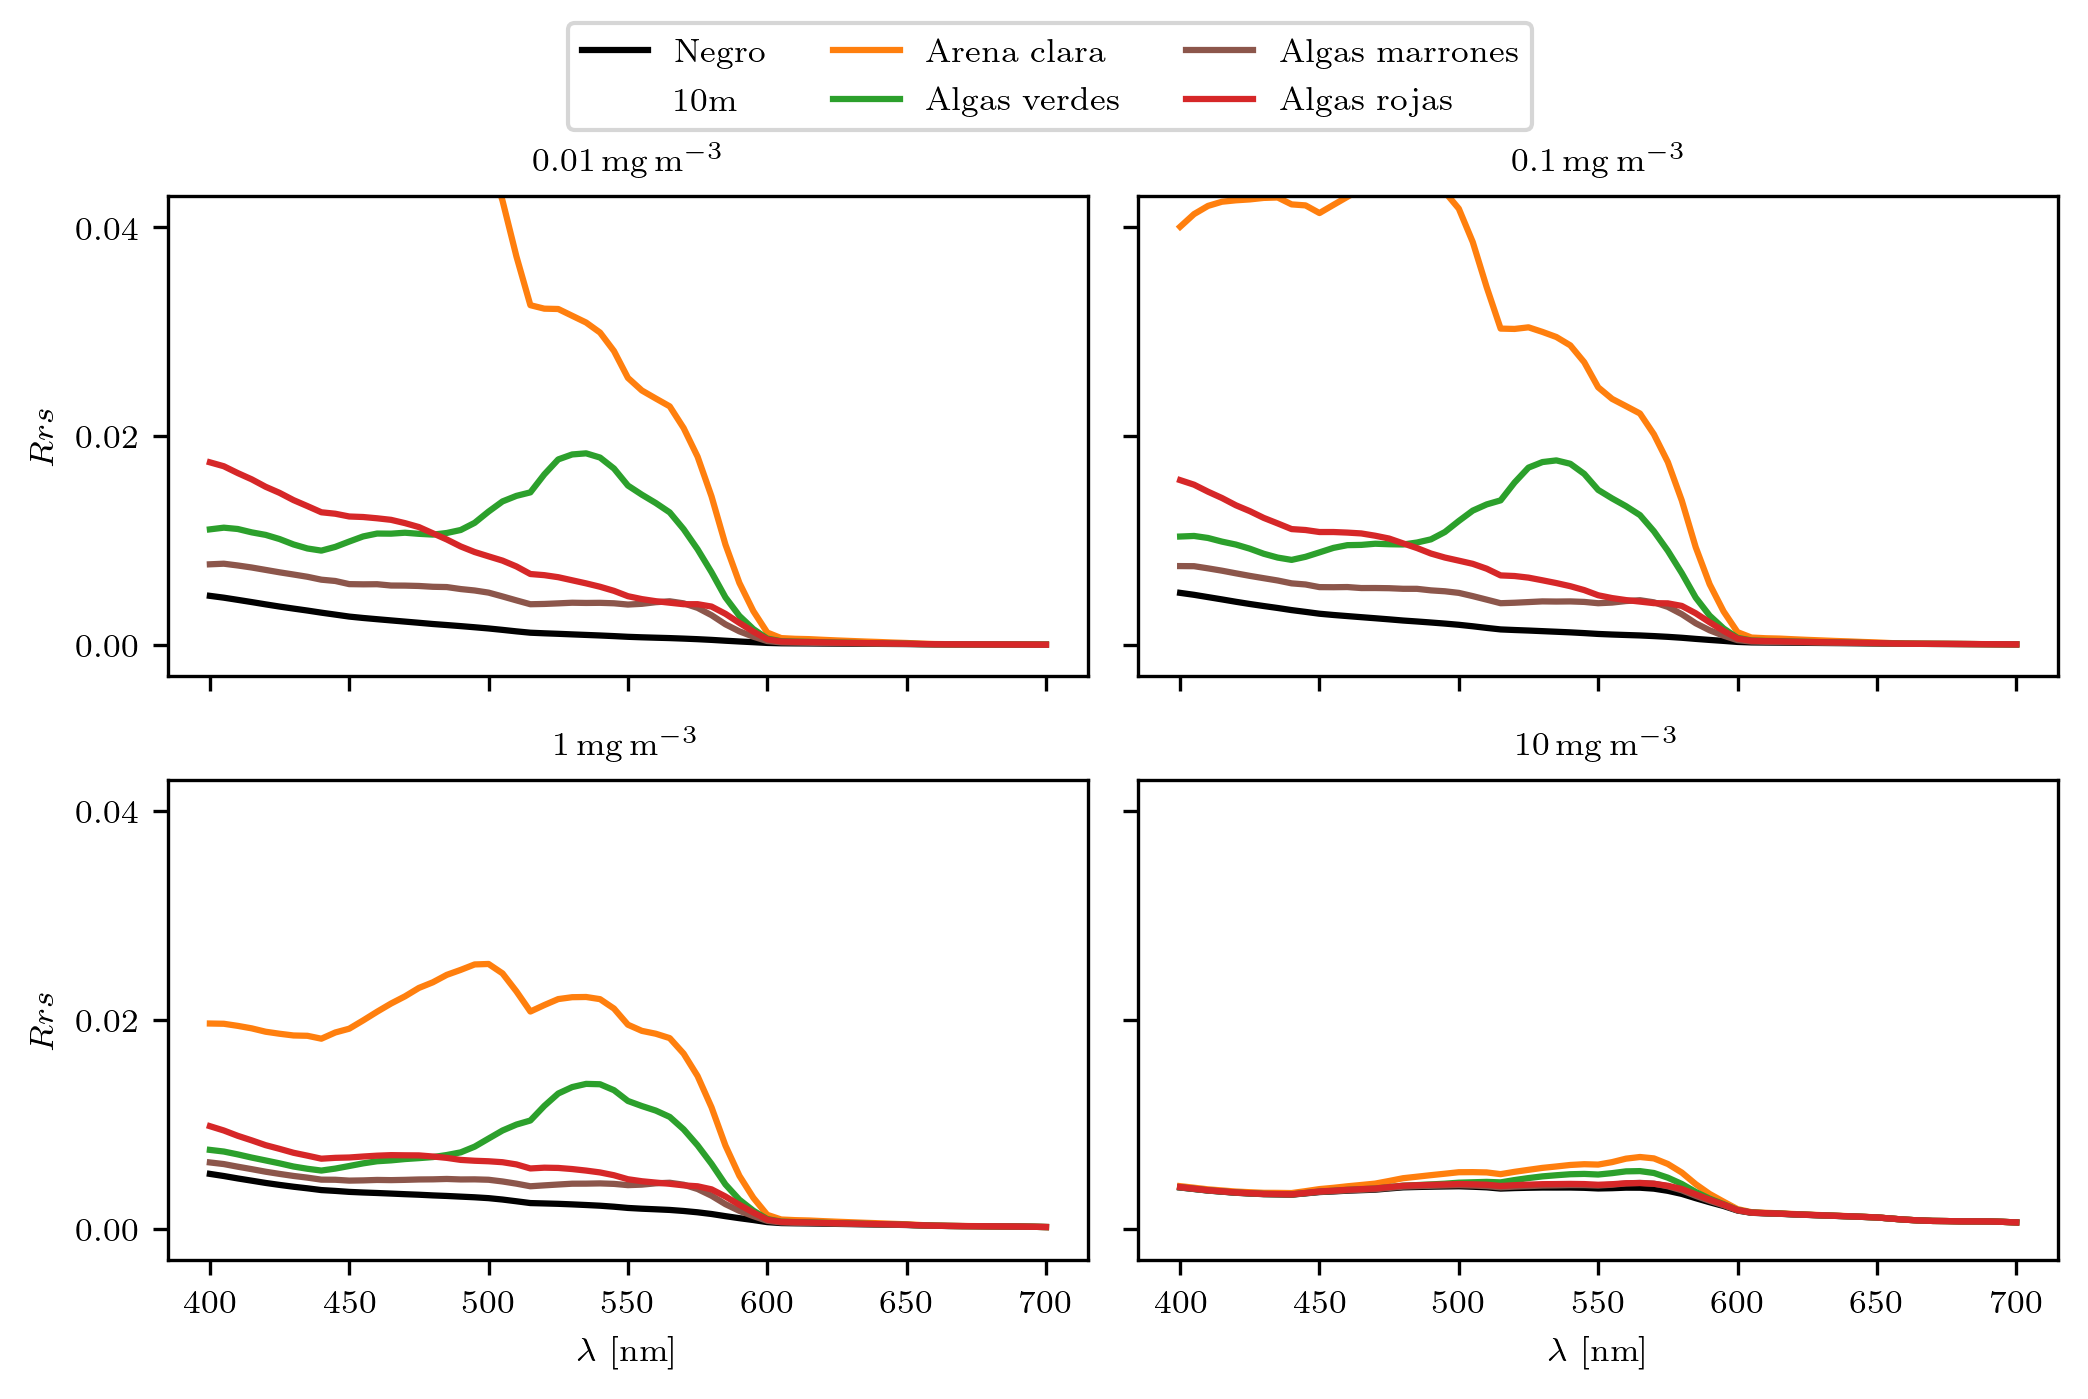 Negro Arena clara Algas marrones
10m Algas verdes Algas rojas
0.01 mg m⁻³ 0.1 mg m⁻³
0.04
0.02
0.00
Rrs
1 mg m⁻³ 10 mg m⁻³
0.04
0.02
0.00
Rrs
400 450 500 550 600 650 700 400 450 500 550 600 650 700
λ [nm] λ [nm]